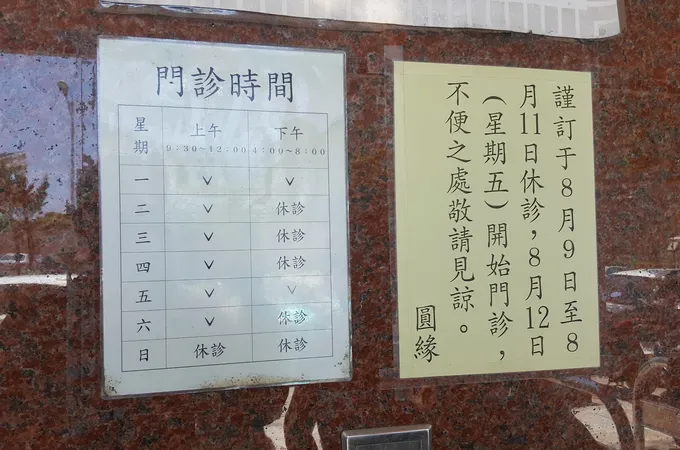 門診時間
星期 上午 9:30~12:00 下午 4:00~8:00
一 ˇ ˇ
二 ˇ 休診
三 ˇ 休診
四 ˇ 休診
五 ˇ ˇ
六 ˇ 休診
日 休診 休診
謹訂于8月9日至8
月11日休診,8月12日
(星期五)開始門診,
不便之處敬請見諒。
圓緣